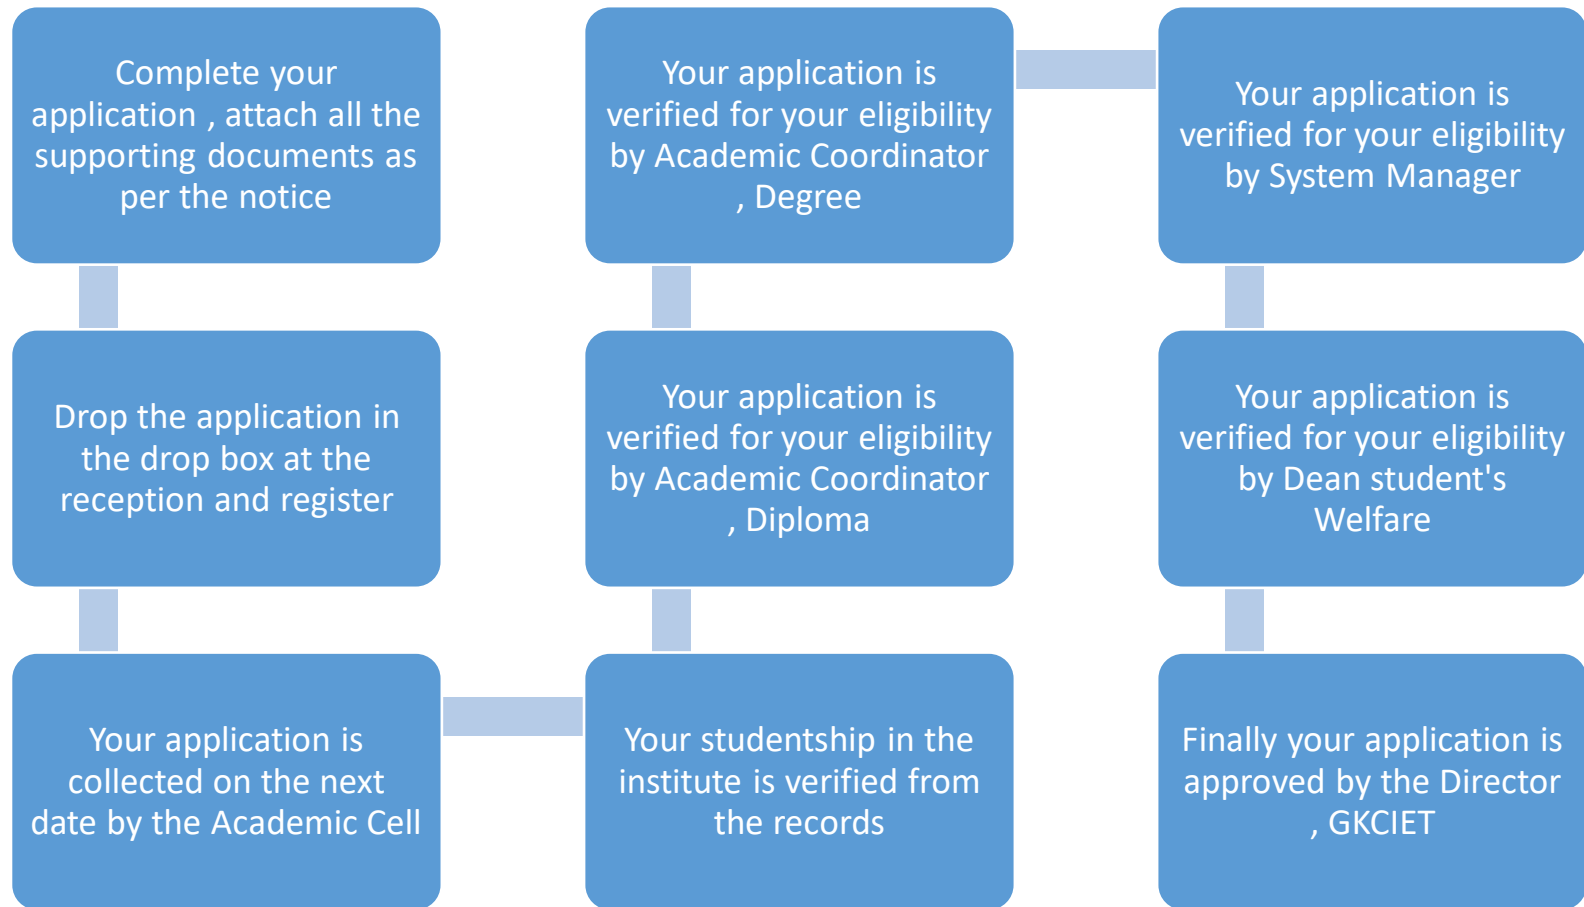 Complete your
application , attach all the
supporting documents as
per the notice
Drop the application in
the drop box at the
reception and register
Your application is
collected on the next
date by the Academic Cell
Your studentship in the
institute is verified from
the records
Your application is
verified for your eligibility
by Academic Coordinator
, Diploma
Your application is
verified for your eligibility
by Academic Coordinator
, Degree
Your application is
verified for your eligibility
by System Manager
Your application is
verified for your eligibility
by Dean student's
Welfare
Finally your application is
approved by the Director
, GKCIET